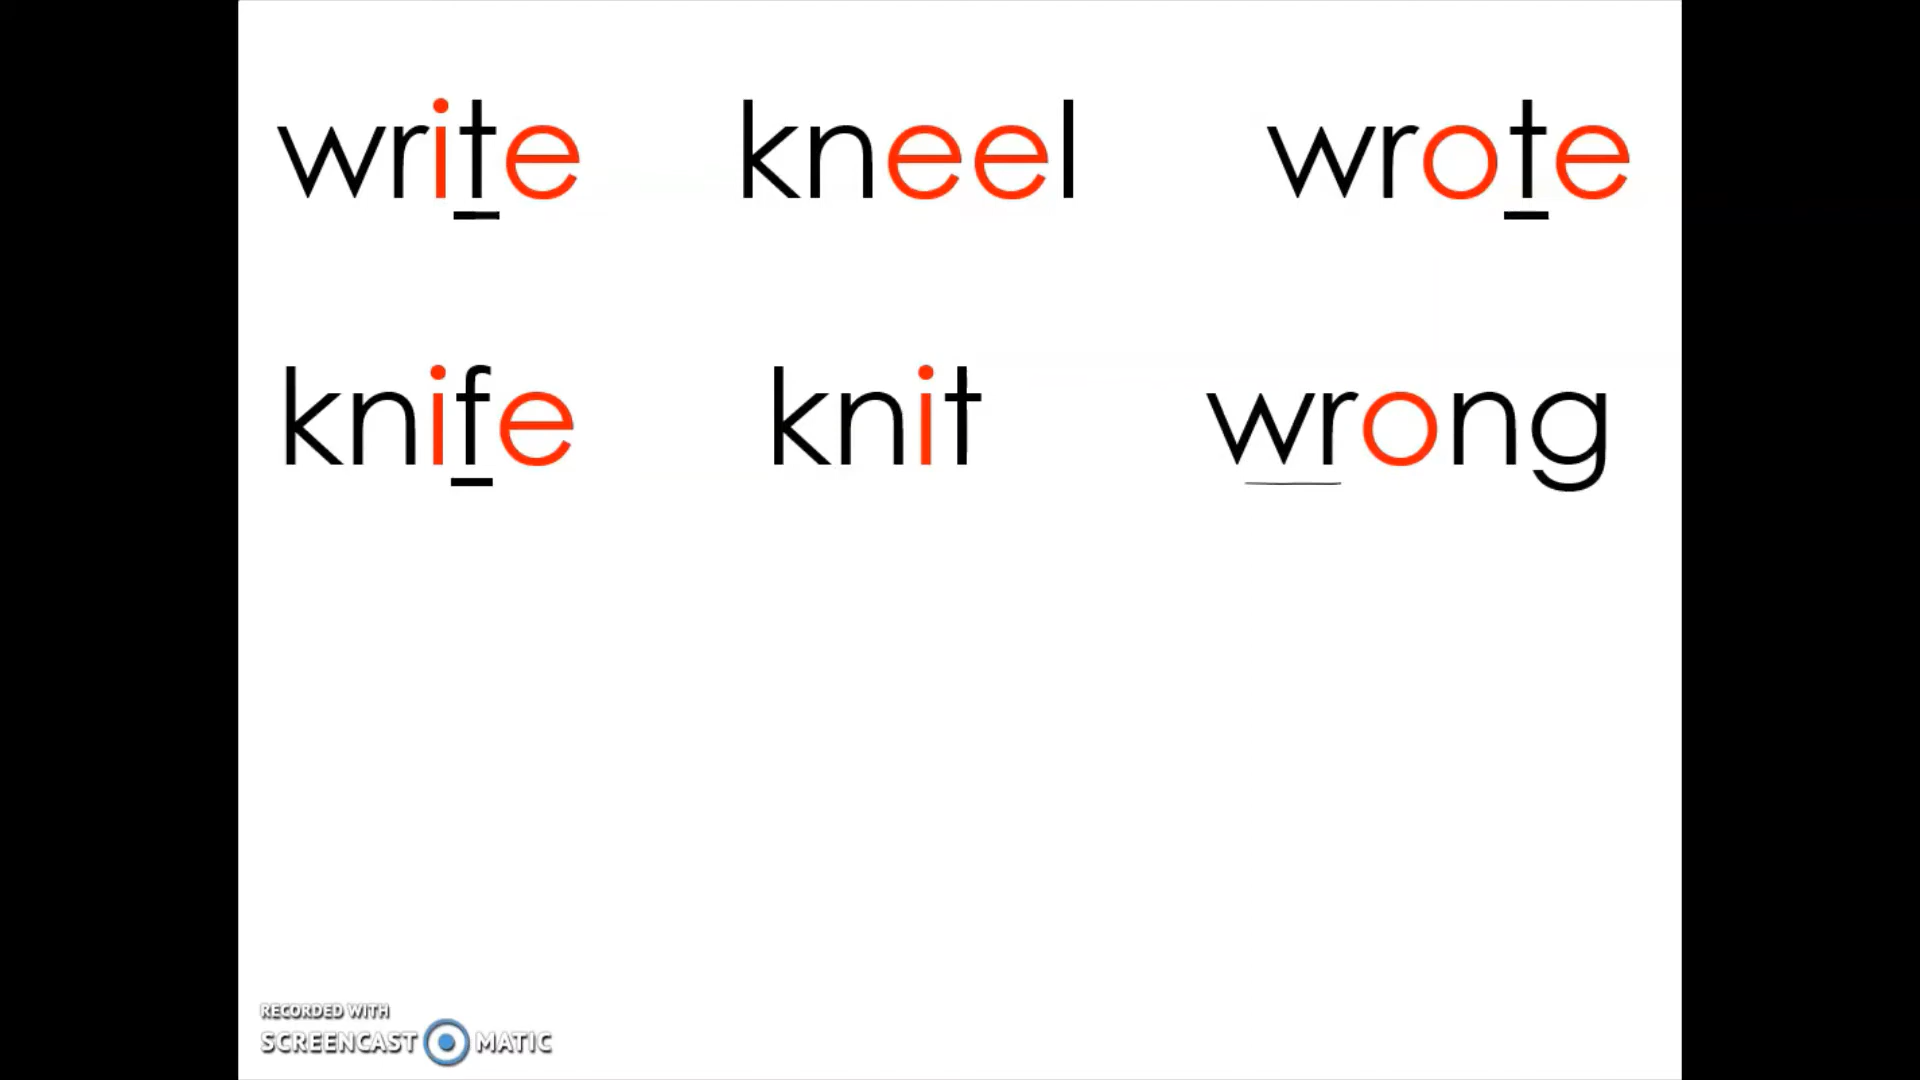 write kneel wrote
knife knit wrong
RECORDED WITH
SCREENCAST MATIC